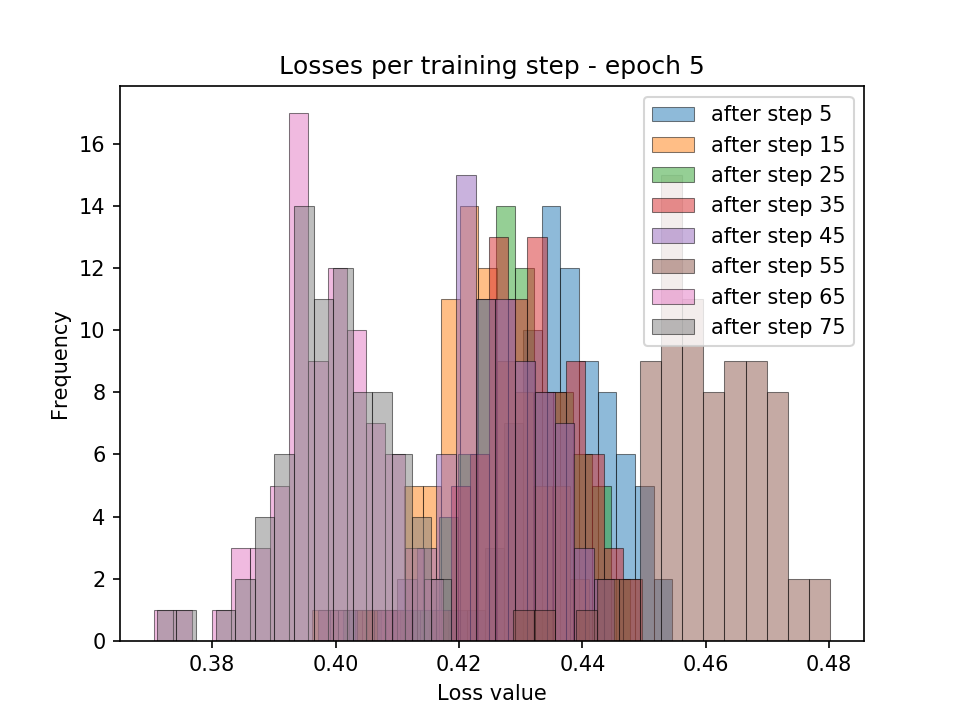 Losses per training step - epoch 5
Frequency
16
14
12
10
8
6
4
2
0
after step 5
after step 15
after step 25
after step 35
after step 45
after step 55
after step 65
after step 75
0.38 0.40 0.42 0.44 0.46 0.48
Loss value